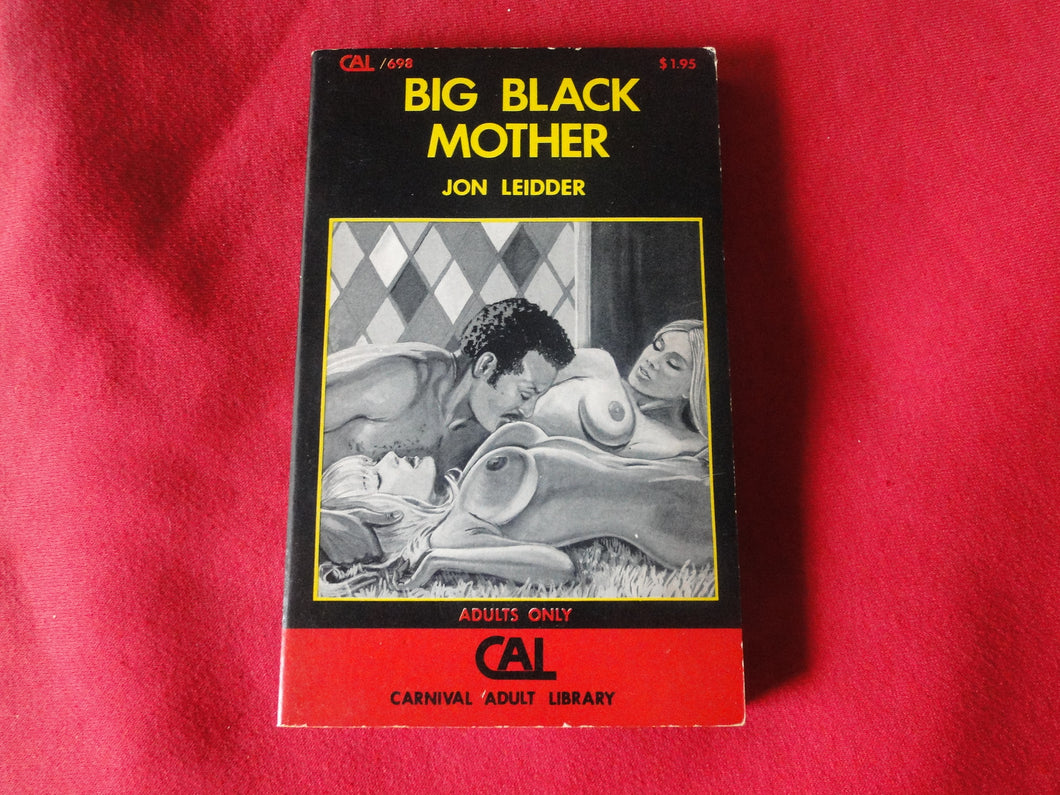 CAL /698 $1.95
BIG BLACK
MOTHER
JON LEIDDER
ADULTS ONLY
CAL
CARNIVAL ADULT LIBRARY